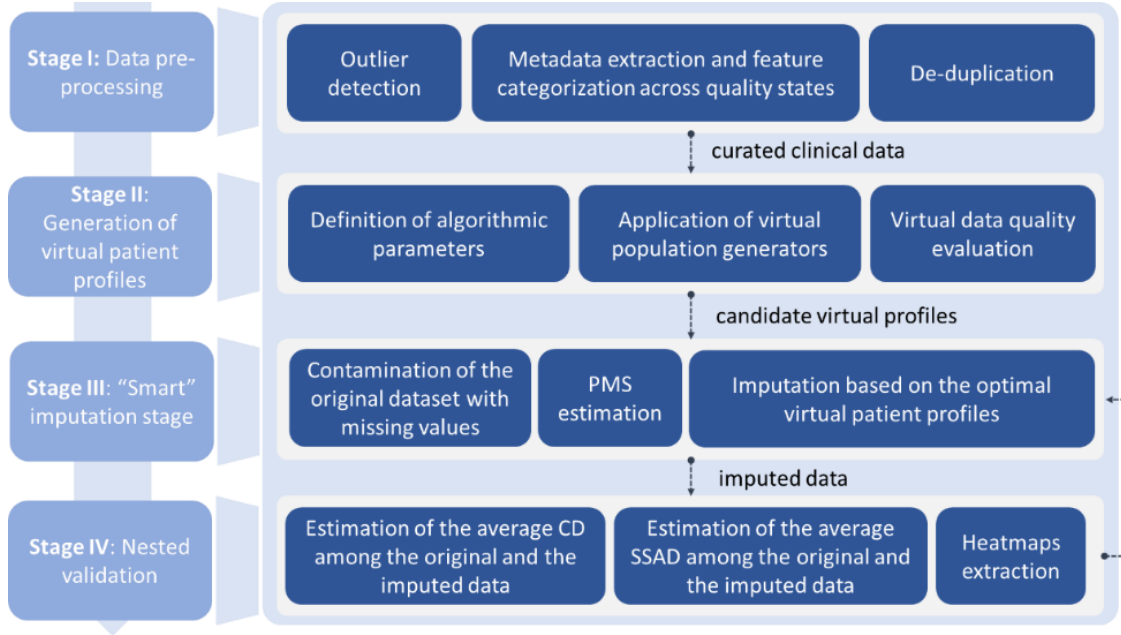 Stage I: Data pre-
processing
Outlier
detection
Metadata extraction and feature
categorization across quality states
De-duplication
curated clinical data
Stage II:
Generation of
virtual patient
profiles
Definition of algorithmic
parameters
Application of virtual
population generators
Virtual data quality
evaluation
candidate virtual profiles
Stage III: “Smart”
imputation stage
Contamination of the
original dataset with
missing values
PMS
estimation
Imputation based on the optimal
virtual patient profiles
imputed data
Stage IV: Nested
validation
Estimation of the average CD
among the original and the
imputed data
Estimation of the average
SSAD among the original and
the imputed data
Heatmaps
extraction